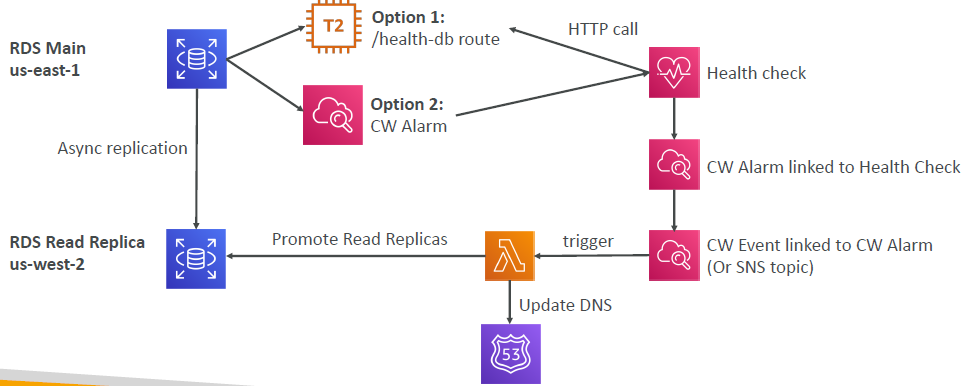 RDS Main
us-east-1
T2
Option 1:
/health-db route
HTTP call
Health check
Option 2:
CW Alarm
Async replication
CW Alarm linked to Health Check
RDS Read Replica
us-west-2
Promote Read Replicas
trigger
CW Event linked to CW Alarm
(Or SNS topic)
Update DNS
53